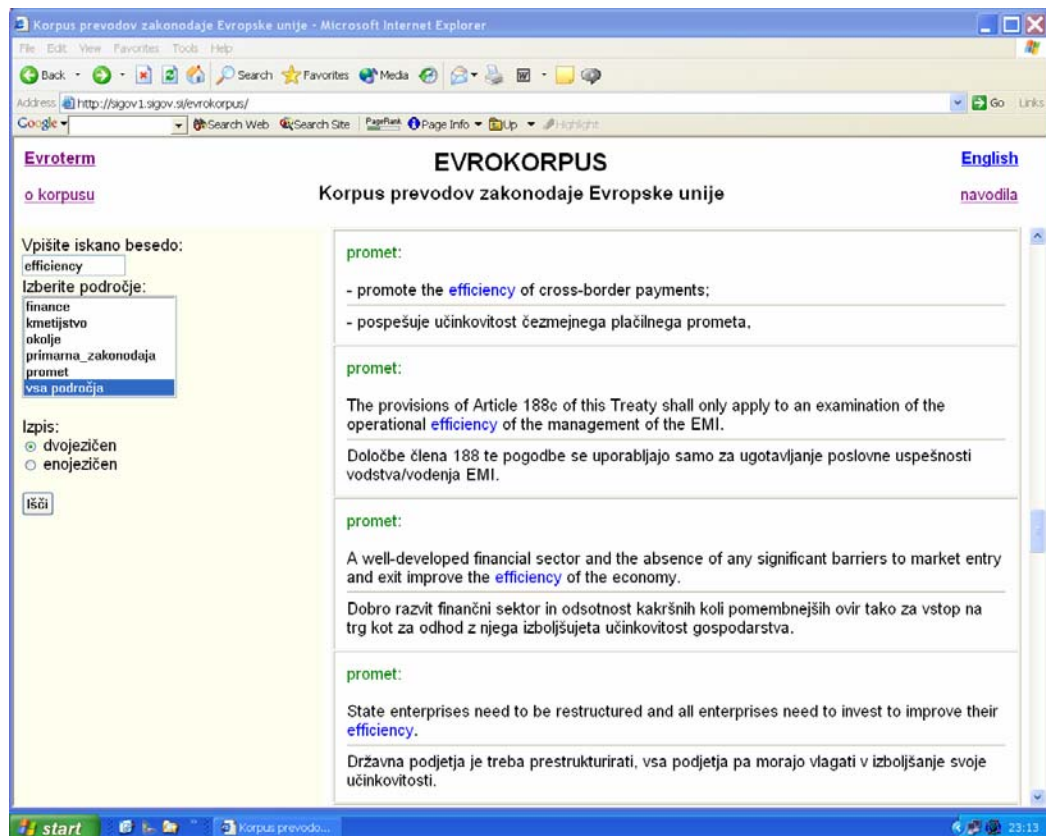 Korpus prevodov zakonodaje Evropske unije - Microsoft Internet Explorer
File Edit View Favorites Tools Help
Back Search Favorites Media
Address http://sigov1.sigov.si/evrokorpus/ Go Links
Google Search Web Search Site PageRank Page Info Up Highlight
Evroterm EVROKORPUS English
o korpusu Korpus prevodov zakonodaje Evropske unije navodila
Vpišite iskano besedo:
efficiency
Izberite področje:
finance
kmetijstvo
okolje
primarna_zakonodaja
promet
vsa področja
Izpis:
dvojezičen
enojezičen
Išči
promet:
- promote the efficiency of cross-border payments;
- pospešuje učinkovitost čezmejnega plačilnega prometa,
promet:
The provisions of Article 188c of this Treaty shall only apply to an examination of the
operational efficiency of the management of the EMI.
Določbe člena 188 te pogodbe se uporabljajo samo za ugotavljanje poslovne uspešnosti
vodstva/vodenja EMI.
promet:
A well-developed financial sector and the absence of any significant barriers to market entry
and exit improve the efficiency of the economy.
Dobro razvit finančni sektor in odsotnost kakršnih koli pomembnejših ovir tako za vstop na
trg kot za odhod z njega izboljšujeta učinkovitost gospodarstva.
promet:
State enterprises need to be restructured and all enterprises need to invest to improve their
efficiency.
Državna podjetja je treba prestrukturirati, vsa podjetja pa morajo vlagati v izboljšanje svoje
učinkovitosti.
start Korpus prevodo... 23:13